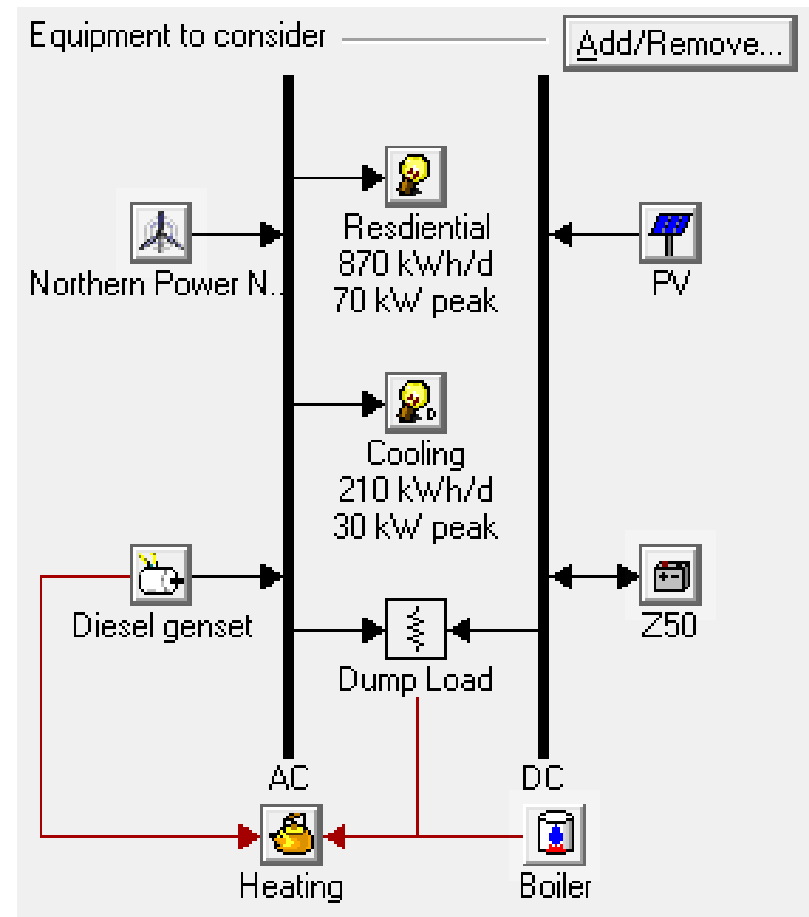 Equipment to consider
Add/Remove...
Resdiential
870 kWh/d
70 kW peak
Northern Power N...
PV
Cooling
210 kWh/d
30 kW peak
Diesel genset
Z50
Dump Load
AC
DC
Heating
Boiler